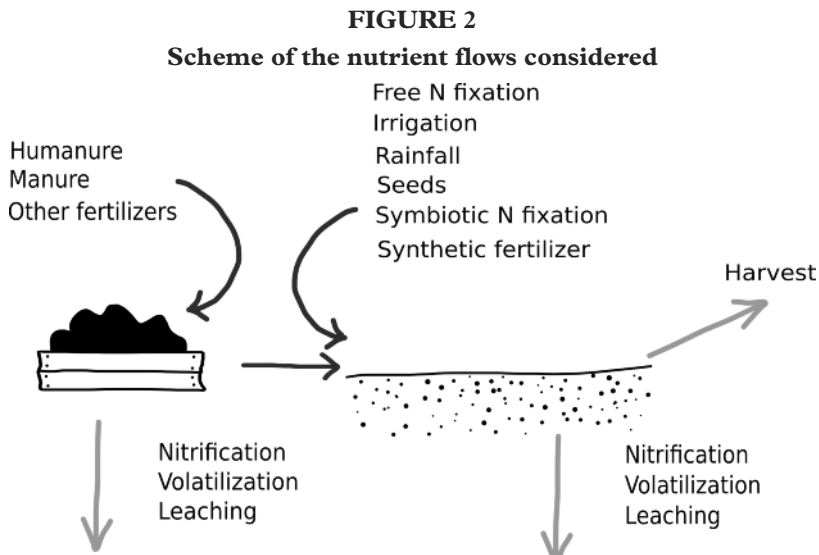 FIGURE 2
Scheme of the nutrient flows considered
Humanure
Manure
Other fertilizers
Free N fixation
Irrigation
Rainfall
Seeds
Symbiotic N fixation
Synthetic fertilizer
Harvest
Nitrification
Volatilization
Leaching
Nitrification
Volatilization
Leaching